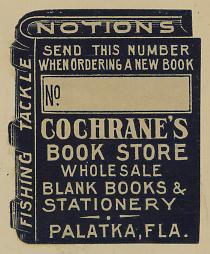 NOTIONS
FISHING TACKLE
SEND THIS NUMBER
WHEN ORDERING A NEW BOOK
No.
COCHRANE'S
BOOK STORE
WHOLESALE
BLANK BOOKS &
STATIONERY
PALATKA, FLA.